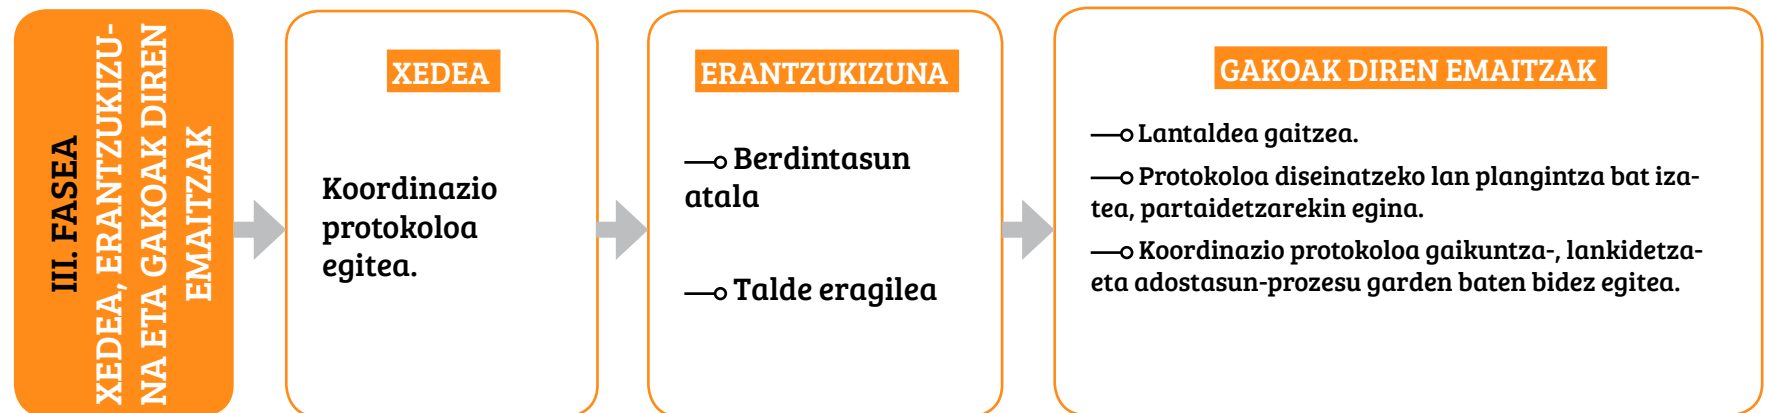 III. FASEA
XEDEA, ERANTZUKIZU-
NA ETA GAKOAK DIREN
EMAITZAK
XEDEA
Koordinazio
protokoloa
egitea.
ERANTZUKIZUNA
Berdintasun
atala
Talde eragilea
GAKOAK DIREN EMAITZAK
Lantaldea gaitzea.
Protokoloa diseinatzeko lan plangintza bat iza-
tea, partaidetzarekin egina.
Koordinazio protokoloa gaikuntza-, lankidetza-
eta adostasun-prozesu garden baten bidez egitea.